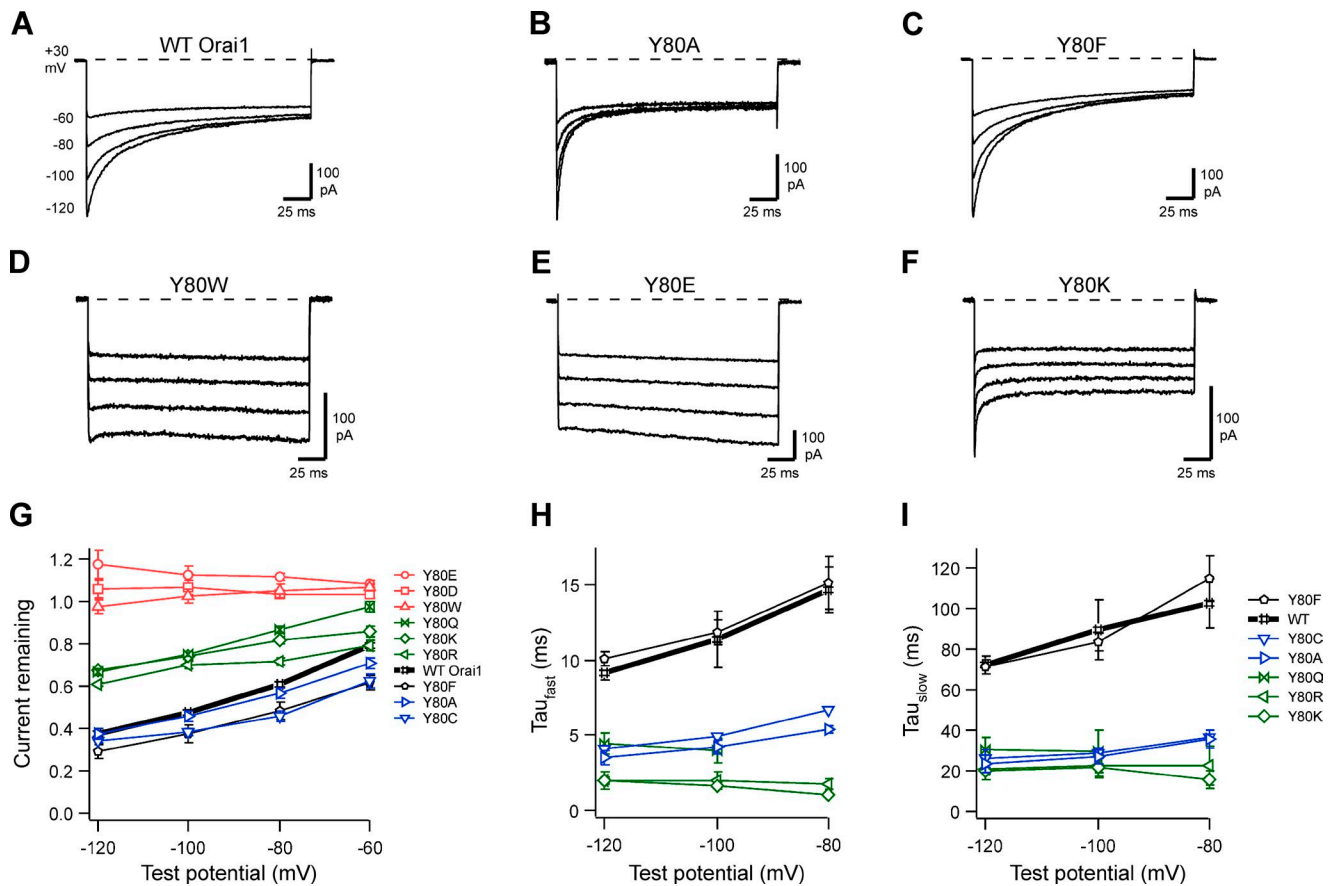 A
WT Orai1
+30
mV
-60
-80
-100
-120
100
pA
25 ms
B
Y80A
100
pA
25 ms
C
Y80F
100
pA
25 ms
D
Y80W
100
pA
25 ms
E
Y80E
100
pA
25 ms
F
Y80K
100
pA
25 ms
G
Current remaining
1.2
1.0
0.8
0.6
0.4
0.2
0.0
-120
-100
-80
-60
Test potential (mV)
Y80E
Y80D
Y80W
Y80Q
Y80K
Y80R
WT Orai1
Y80F
Y80A
Y80C
H
Tau fast (ms)
15
10
5
0
-120
-100
-80
Test potential (mV)
I
Tau slow (ms)
120
100
80
60
40
20
0
-120
-100
-80
Test potential (mV)
Y80F
WT
Y80C
Y80A
Y80Q
Y80R
Y80K